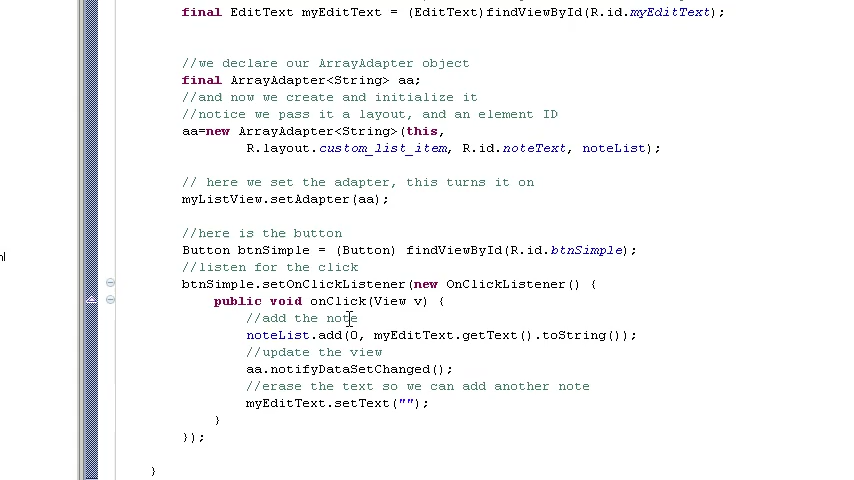 final EditText myEditText = (EditText)findViewById(R.id.myEditText);
//we declare our ArrayAdapter object
final ArrayAdapter<String> aa;
//and now we create and initialize it
//notice we pass it a layout, and an element ID
aa=new ArrayAdapter<String>(this,
R.layout.custom_list_item, R.id.noteText, noteList);
// here we set the adapter, this turns it on
myListView.setAdapter(aa);
//here is the button
Button btnSimple = (Button) findViewById(R.id.btnSimple);
//listen for the click
btnSimple.setOnClickListener(new OnClickListener() {
public void onClick(View v) {
//add the note
noteList.add(0, myEditText.getText().toString());
//update the view
aa.notifyDataSetChanged();
//erase the text so we can add another note
myEditText.setText("");
}
});
}